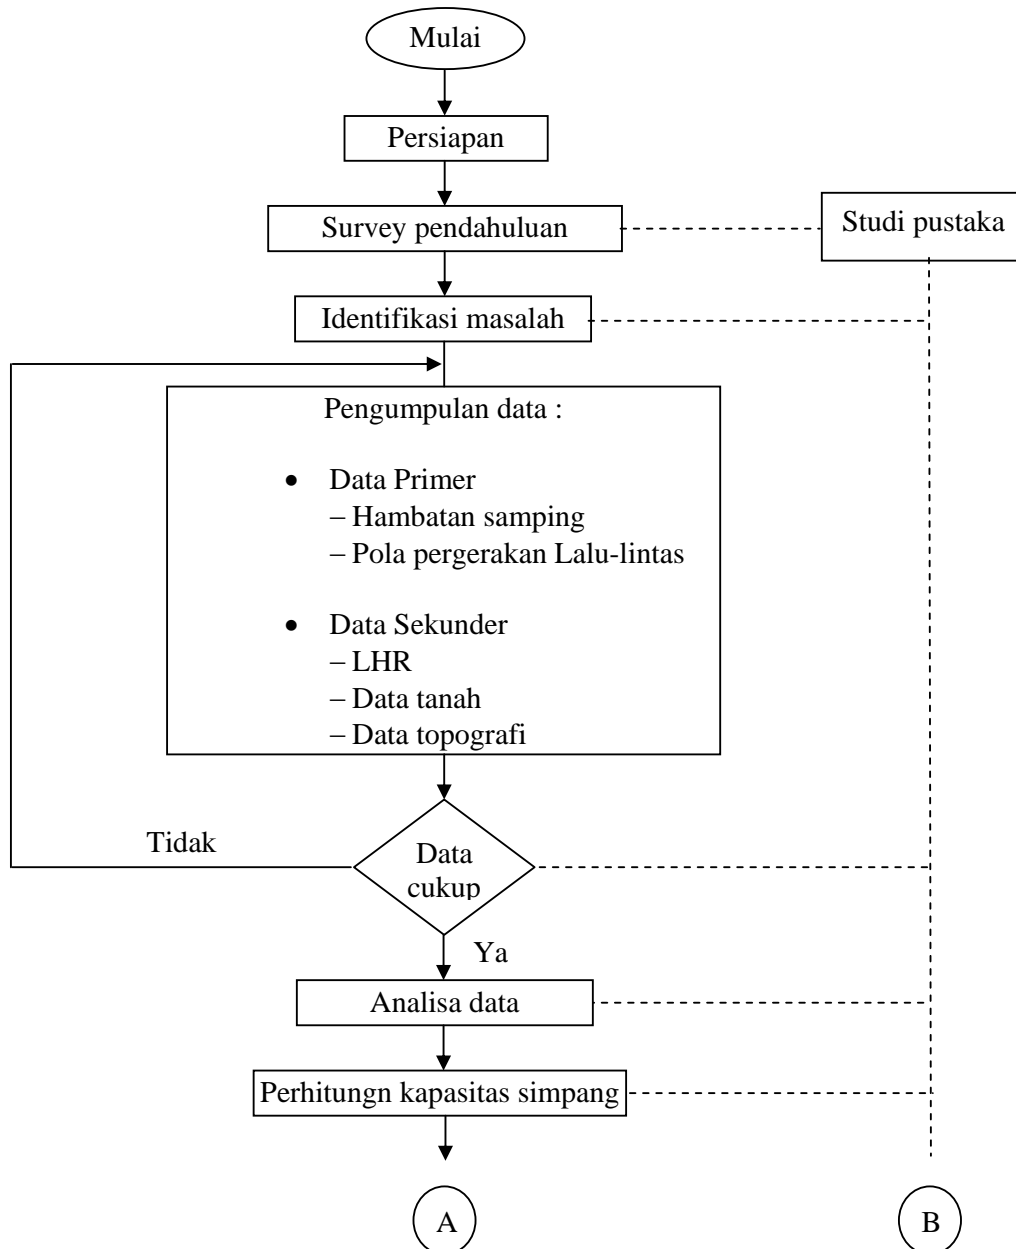 Mulai
Persiapan
Survey pendahuluan
Studi pustaka
Identifikasi masalah
Pengumpulan data :
• Data Primer
– Hambatan samping
– Pola pergerakan Lalu-lintas
• Data Sekunder
– LHR
– Data tanah
– Data topografi
Tidak
Data
cukup
Ya
Analisa data
Perhitungn kapasitas simpang
A
B